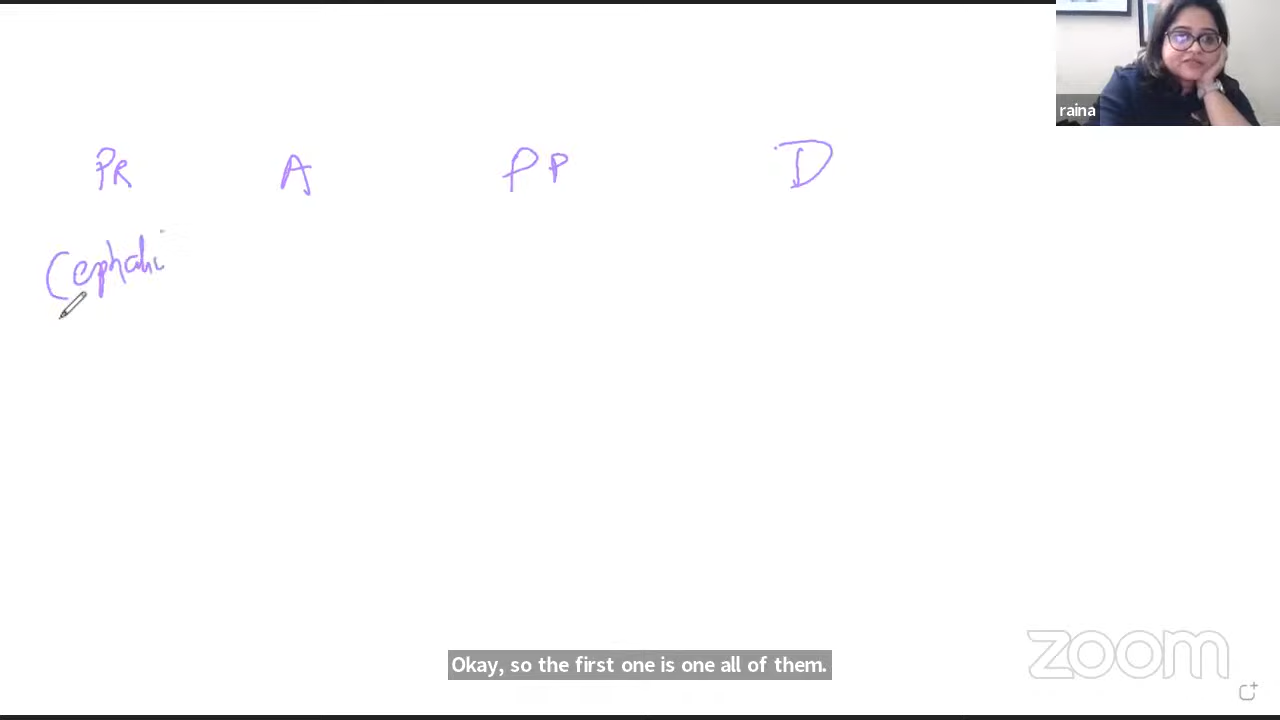 raina
PR A PP D
Cephali
Okay, so the first one is one all of them.
zoom